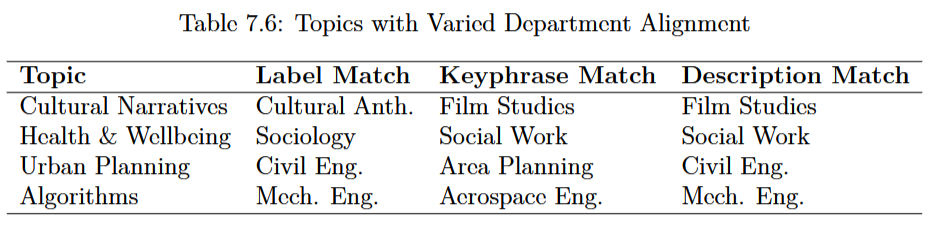 Table 7.6: Topics with Varied Department Alignment
Topic Label Match Keyphrase Match Description Match
Cultural Narratives Cultural Anth. Film Studies Film Studies
Health & Wellbeing Sociology Social Work Social Work
Urban Planning Civil Eng. Area Planning Civil Eng.
Algorithms Mech. Eng. Aerospace Eng. Mech. Eng.